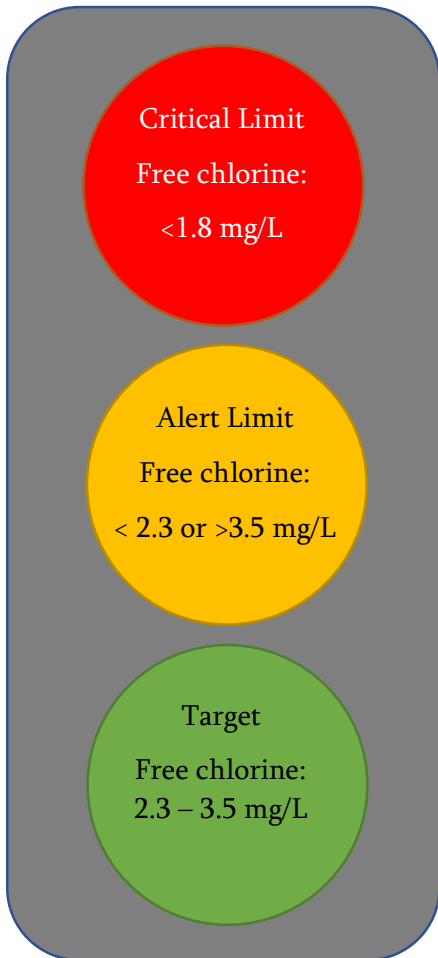 Critical Limit
Free chlorine:
<1.8 mg/L
Alert Limit
Free chlorine:
< 2.3 or >3.5 mg/L
Target
Free chlorine:
2.3 – 3.5 mg/L